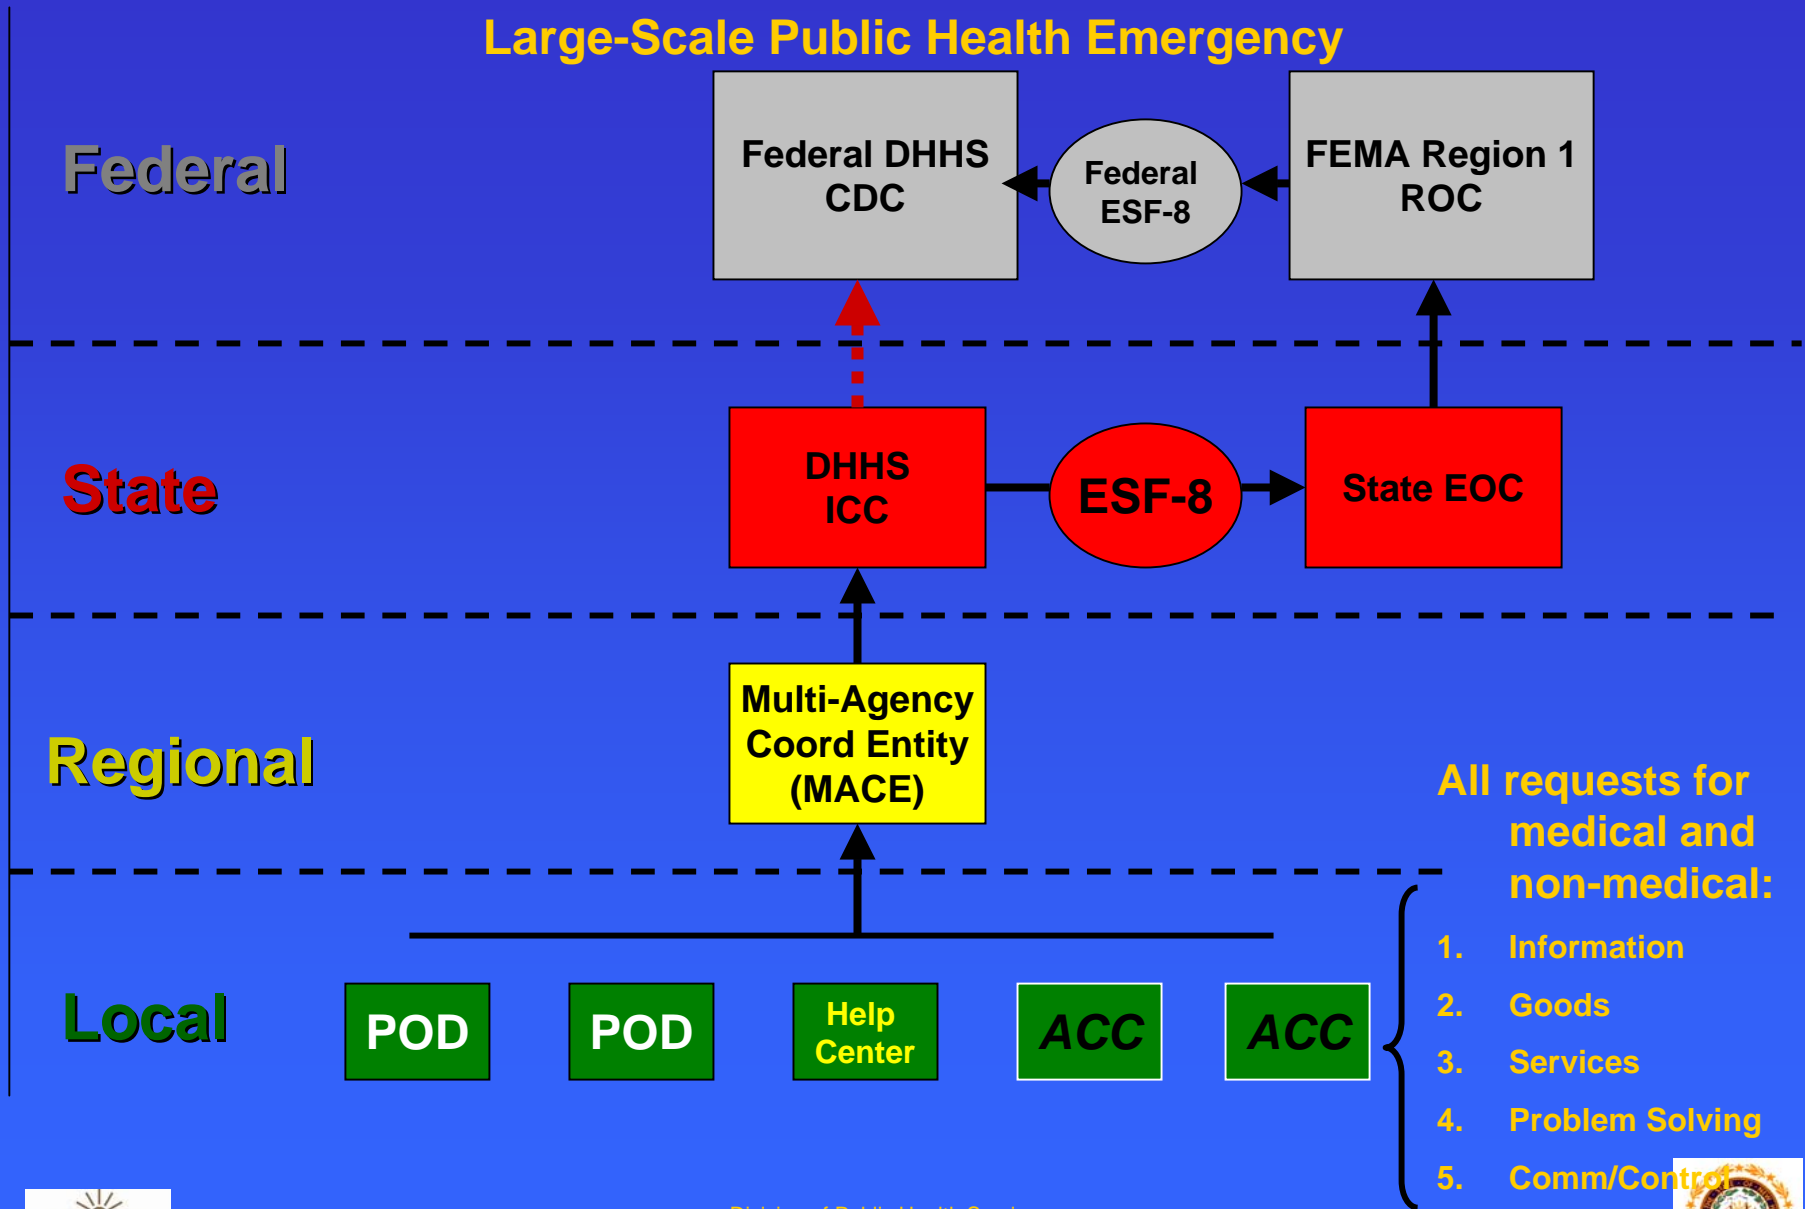 Large-Scale Public Health Emergency
Federal
Federal DHHS
CDC
Federal
ESF-8
FEMA Region 1
ROC
State
DHHS
ICC
ESF-8
State EOC
Regional
Multi-Agency
Coord Entity
(MACE)
All requests for
medical and
non-medical:
1. Information
2. Goods
3. Services
4. Problem Solving
5. Comm/Control
Local
POD
POD
Help
Center
ACC
ACC